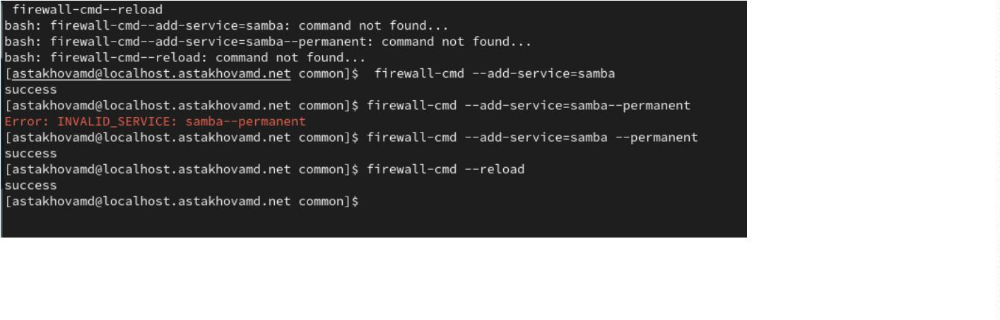 firewall-cmd--reload
bash: firewall-cmd--add-service=samba: command not found...
bash: firewall-cmd--add-service=samba--permanent: command not found...
bash: firewall-cmd--reload: command not found...
[astakhovamd@localhost.astakhovamd.net common]$  firewall-cmd --add-service=samba
success
[astakhovamd@localhost.astakhovamd.net common]$ firewall-cmd --add-service=samba--permanent
Error: INVALID_SERVICE: samba--permanent
[astakhovamd@localhost.astakhovamd.net common]$ firewall-cmd --add-service=samba --permanent
success
[astakhovamd@localhost.astakhovamd.net common]$ firewall-cmd --reload
success
[astakhovamd@localhost.astakhovamd.net common]$